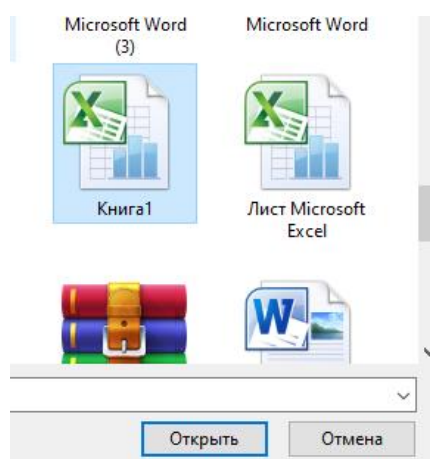 Microsoft Word
(3)
Microsoft Word
Книга1
Лист Microsoft
Excel
Открыть
Отмена